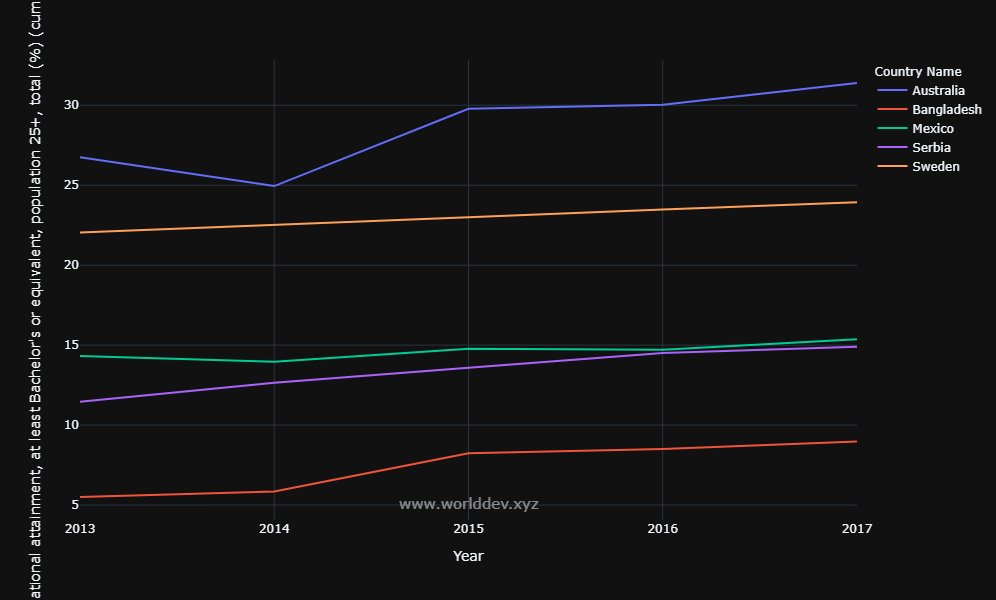 ational attainment, at least Bachelor's or equivalent, population 25+, total (%) (cum
30
25
20
15
10
5
2013
2014
2015
2016
2017
Year
www.worlddev.xyz
Country Name
Australia
Bangladesh
Mexico
Serbia
Sweden